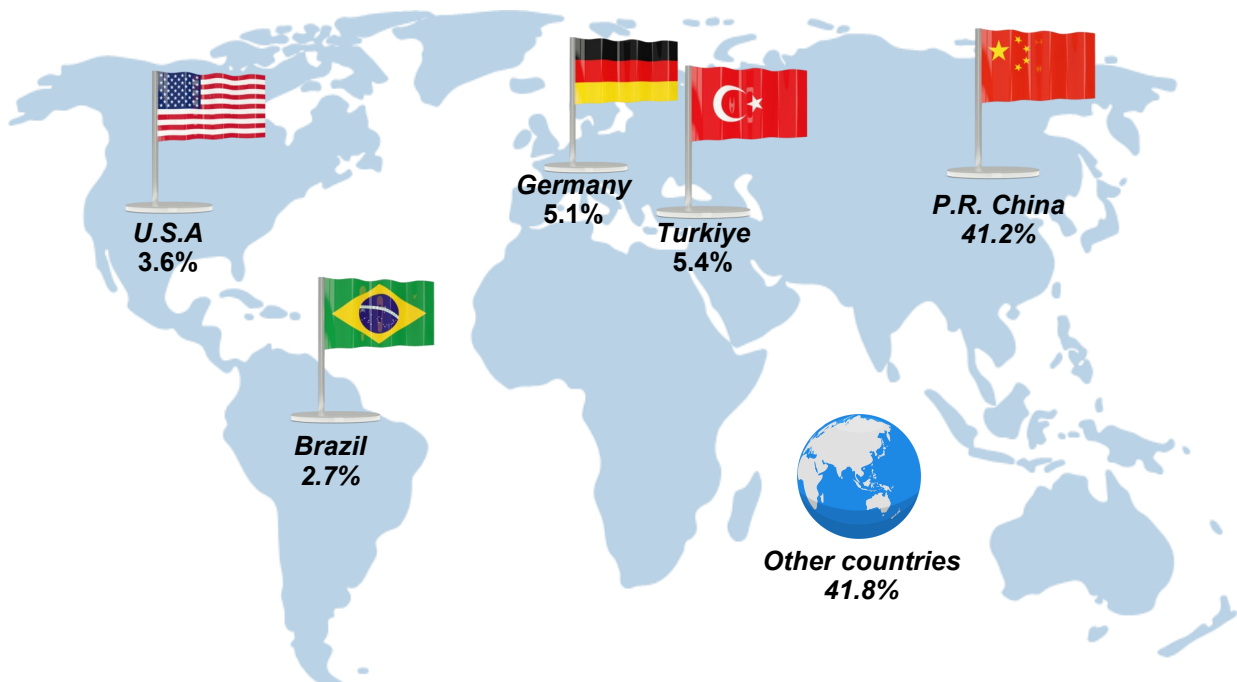 Germany
5.1%
P.R. China
41.2%
U.S.A
3.6%
Turkiye
5.4%
Brazil
2.7%
Other countries
41.8%